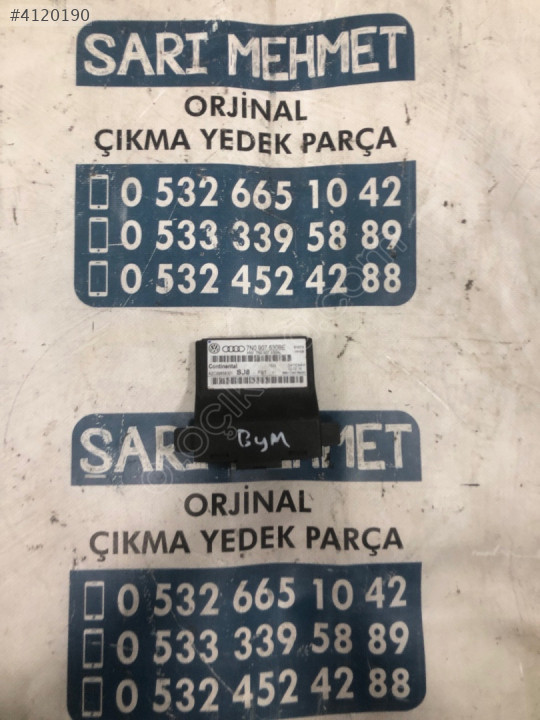 #4120190
SARI MEHMET
ORJİNAL
ÇIKMA YEDEK PARÇA
0 532 665 10 42
0 533 339 58 89
0 532 452 42 88
Continental
BJ8
ByM
ŞARI MEHMET
ORJİNAL
ÇIKMA YEDEK PARÇA
0 532 665 10 42
0 533 339 58 89
0 532 452 42 88